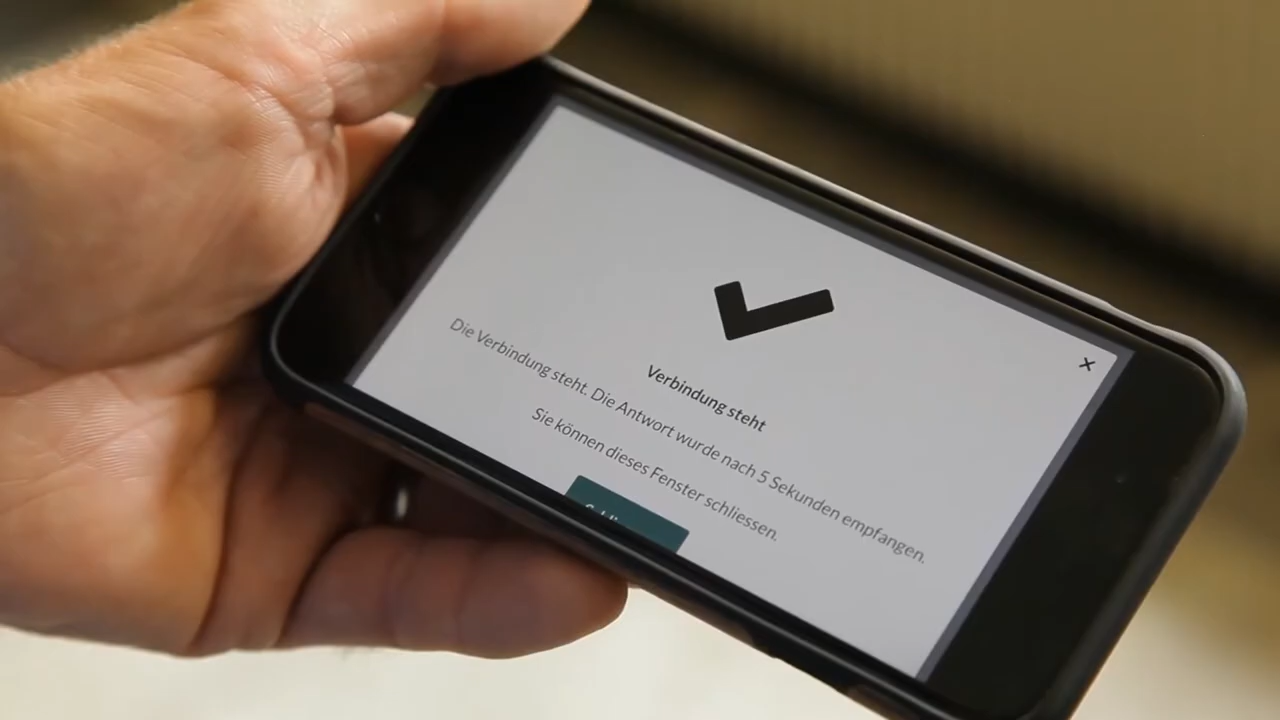 Verbindung steht
Die Verbindung steht. Die Antwort wurde nach 5 Sekunden empfangen.
Sie können dieses Fenster schliessen.